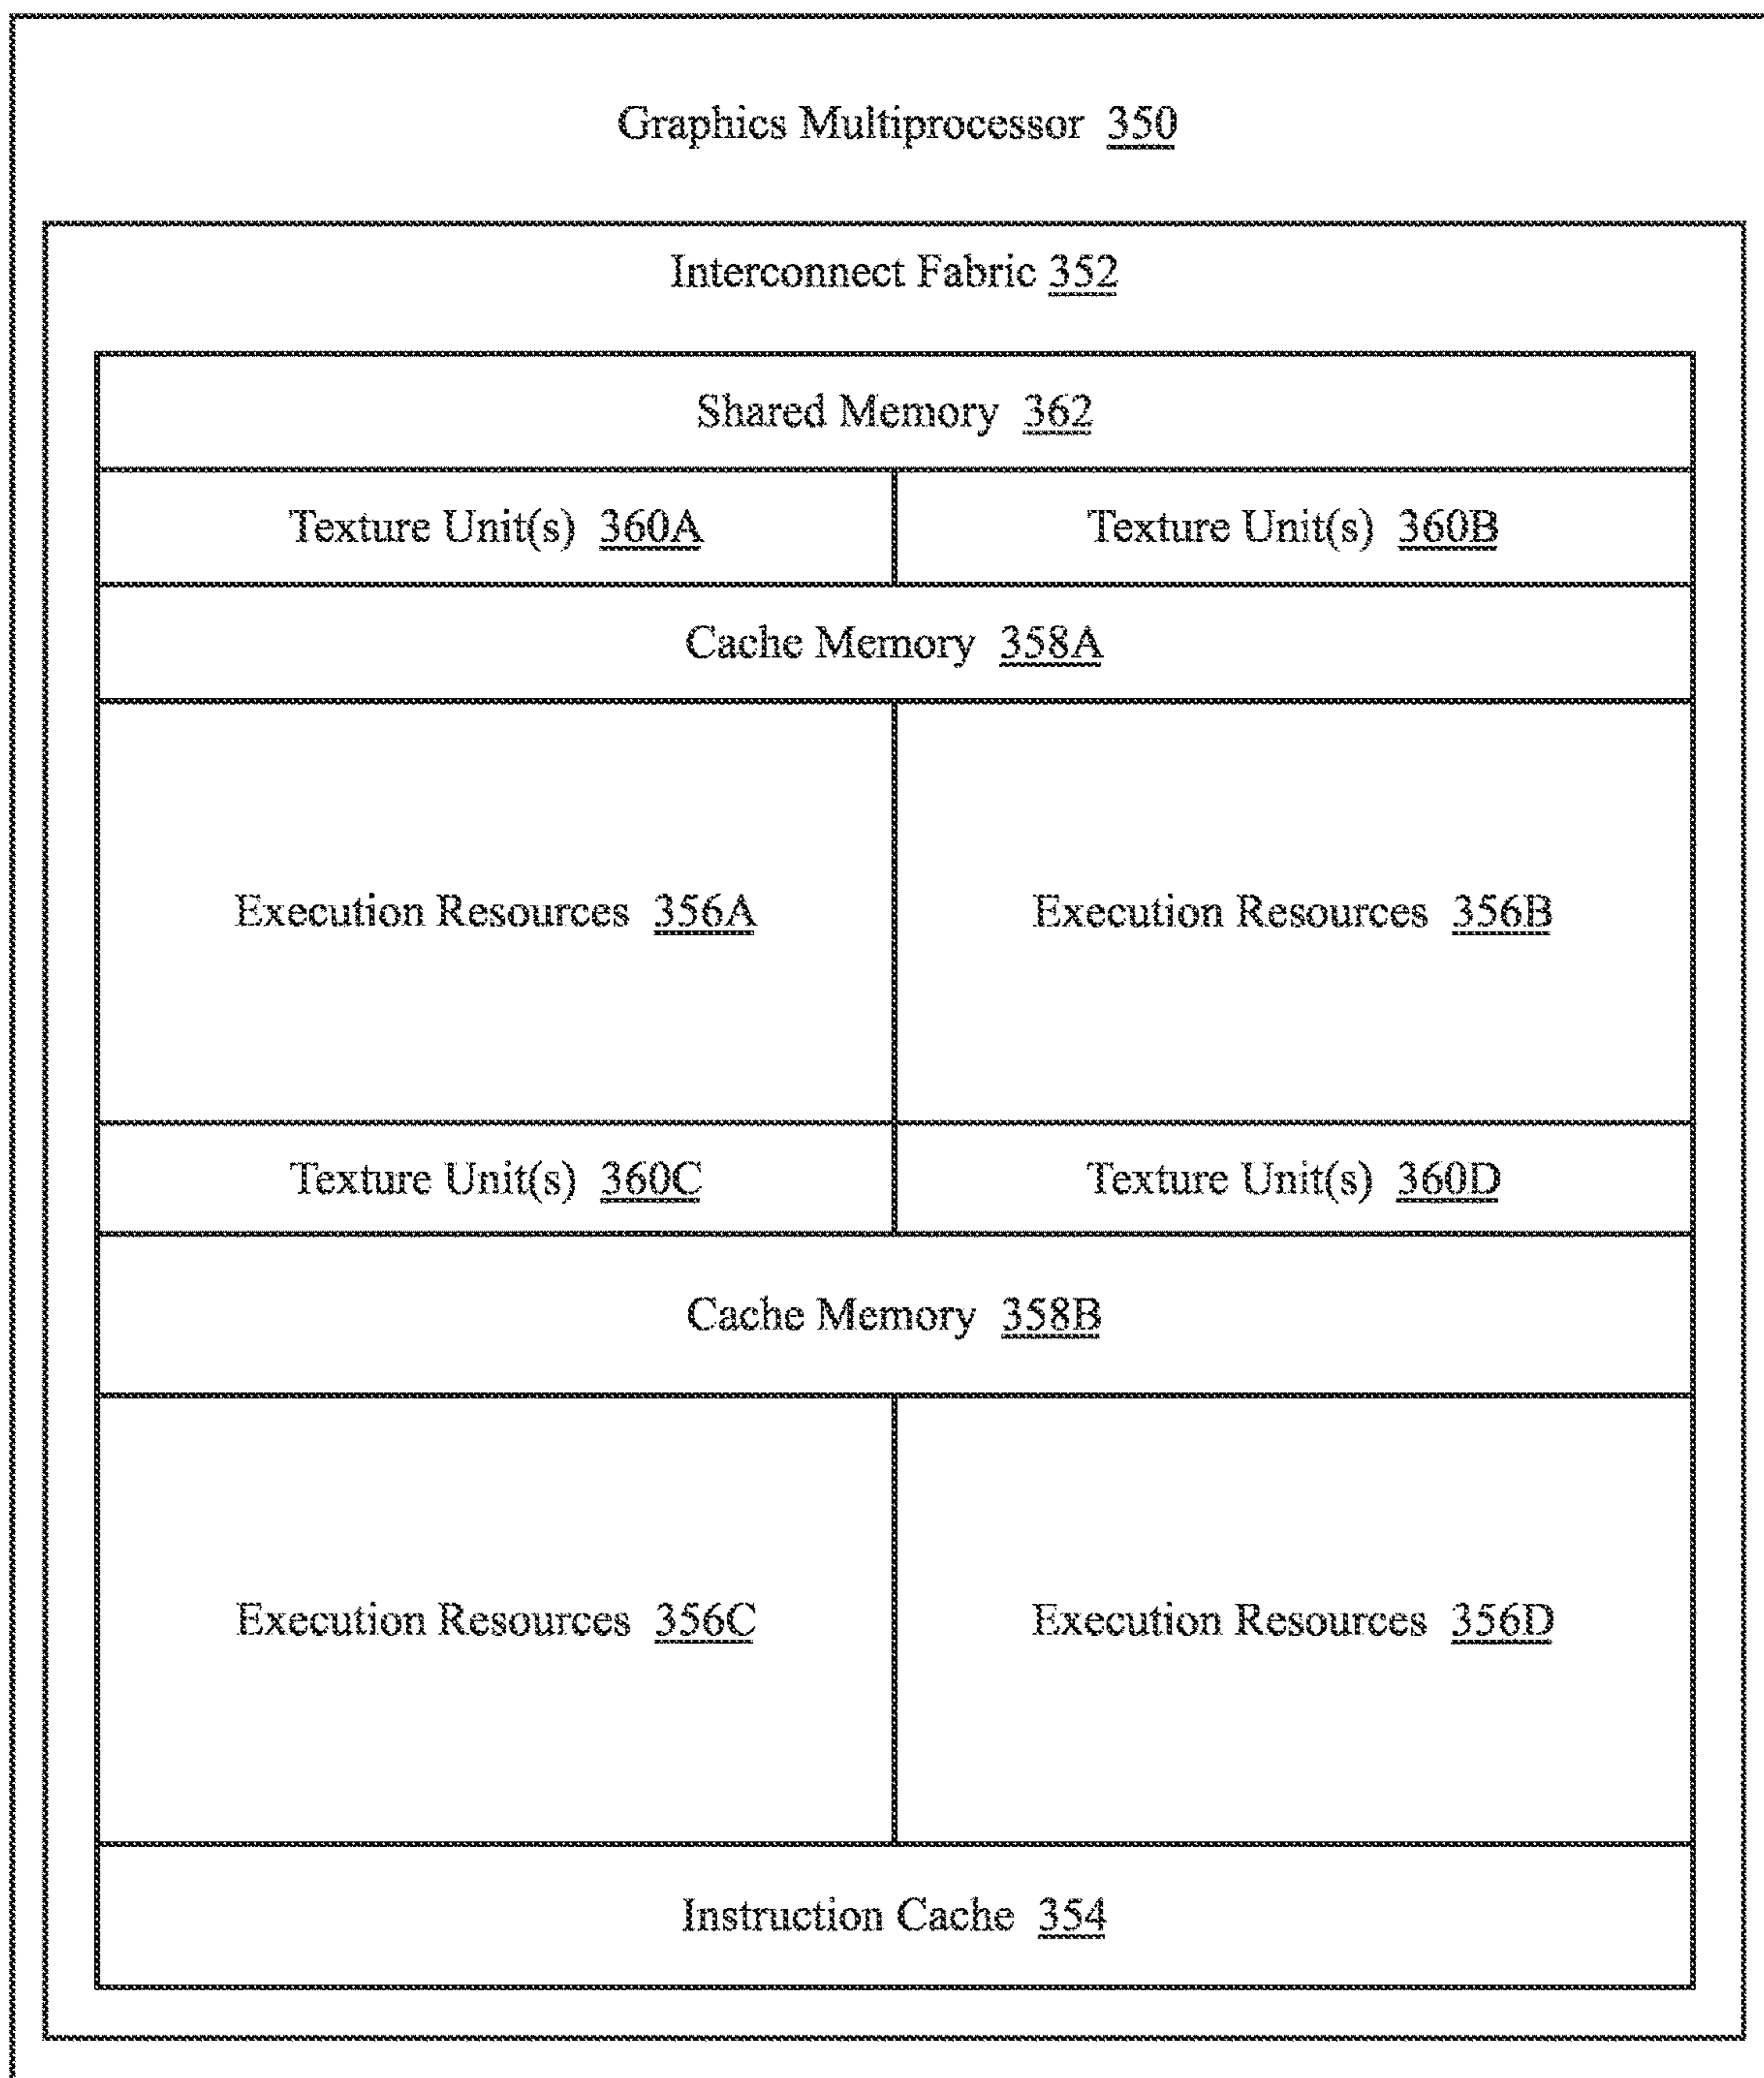 Graphics Multiprocessor 350
Interconnect Fabric 352
Shared Memory 362
Texture Unit(s) 360A
Texture Unit(s) 360B
Cache Memory 358A
Execution Resources 356A
Execution Resources 356B
Texture Unit(s) 360C
Texture Unit(s) 360D
Cache Memory 358B
Execution Resources 356C
Execution Resources 356D
Instruction Cache 354